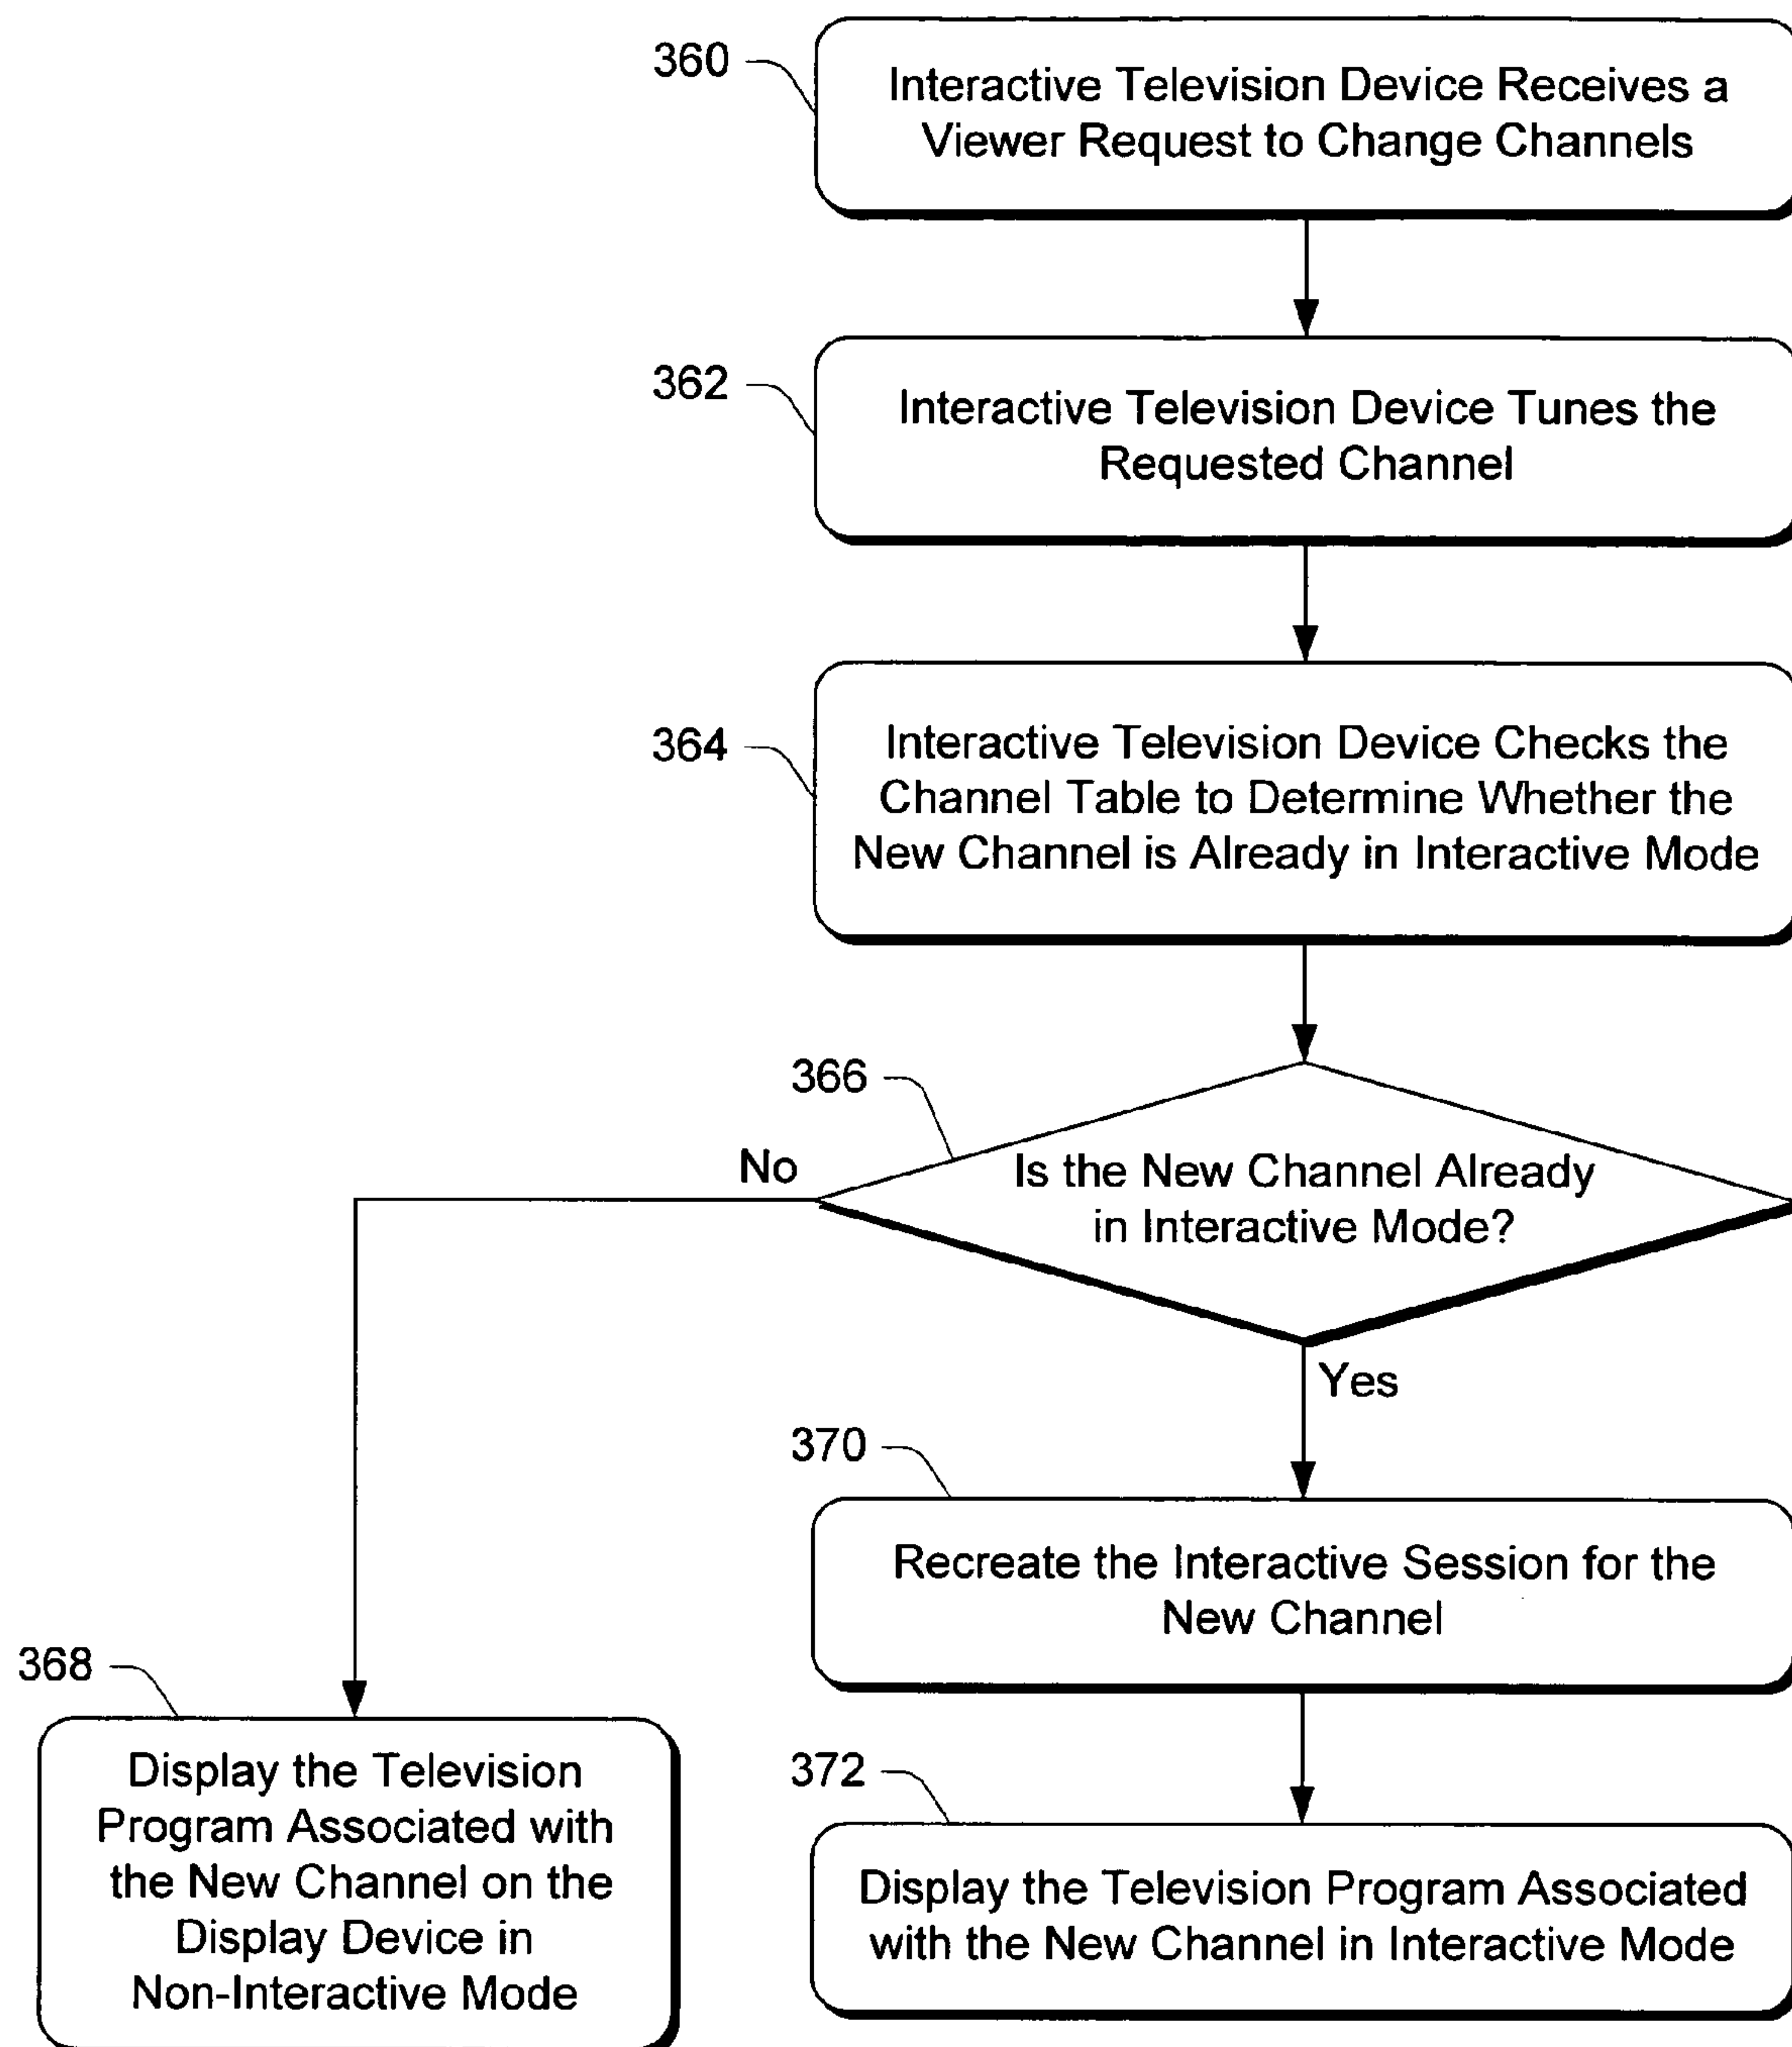 360
Interactive Television Device Receives a
Viewer Request to Change Channels
362
Interactive Television Device Tunes the
Requested Channel
364
Interactive Television Device Checks the
Channel Table to Determine Whether the
New Channel is Already in Interactive Mode
366
No
Is the New Channel Already
in Interactive Mode?
Yes
370
Recreate the Interactive Session for the
New Channel
368
Display the Television
Program Associated with
the New Channel on the
Display Device in
Non-Interactive Mode
372
Display the Television Program Associated
with the New Channel in Interactive Mode